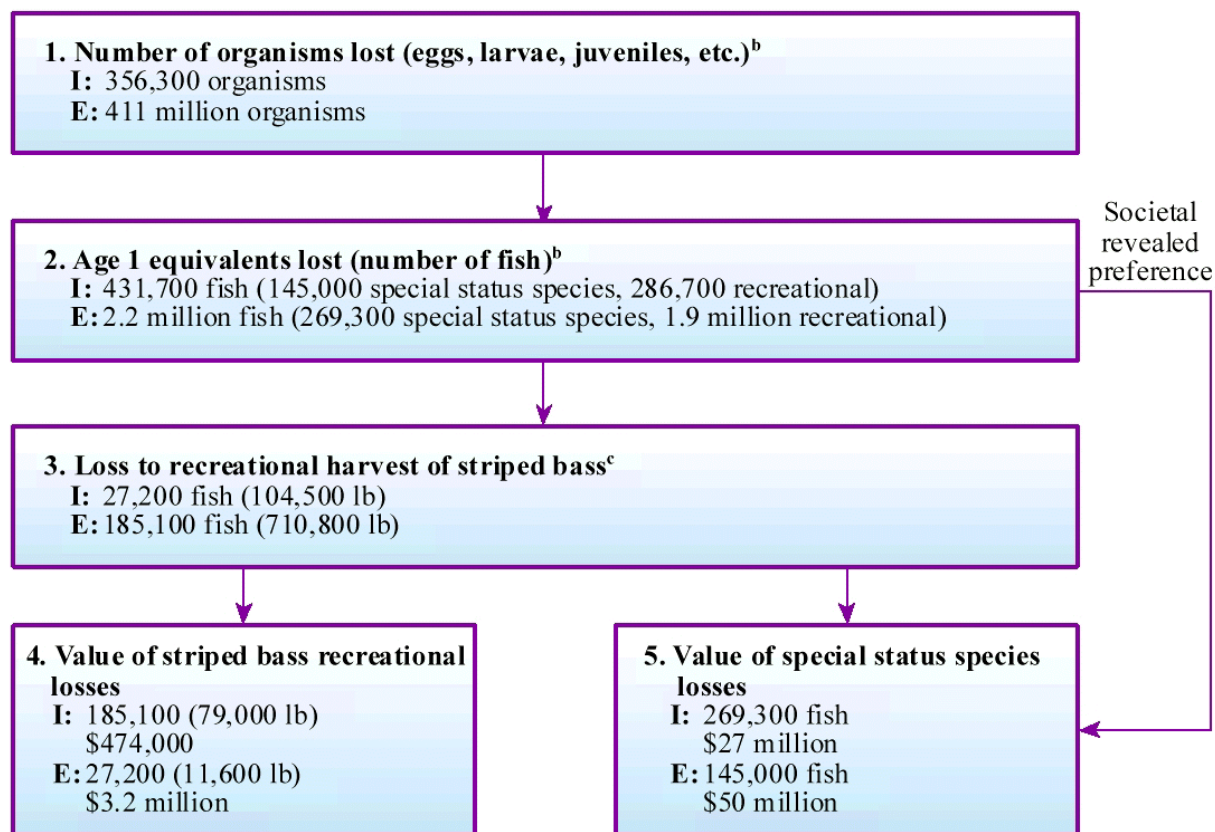 1. Number of organisms lost (eggs, larvae, juveniles, etc.)b
I: 356,300 organisms
E: 411 million organisms
Societal
revealed
preference
2. Age 1 equivalents lost (number of fish)b
I: 431,700 fish (145,000 special status species, 286,700 recreational)
E: 2.2 million fish (269,300 special status species, 1.9 million recreational)
3. Loss to recreational harvest of striped bassc
I: 27,200 fish (104,500 lb)
E: 185,100 fish (710,800 lb)
4. Value of striped bass recreational
losses
I: 185,100 (79,000 lb)
$474,000
E: 27,200 (11,600 lb)
$3.2 million
5. Value of special status species
losses
I: 269,300 fish
$27 million
E: 145,000 fish
$50 million